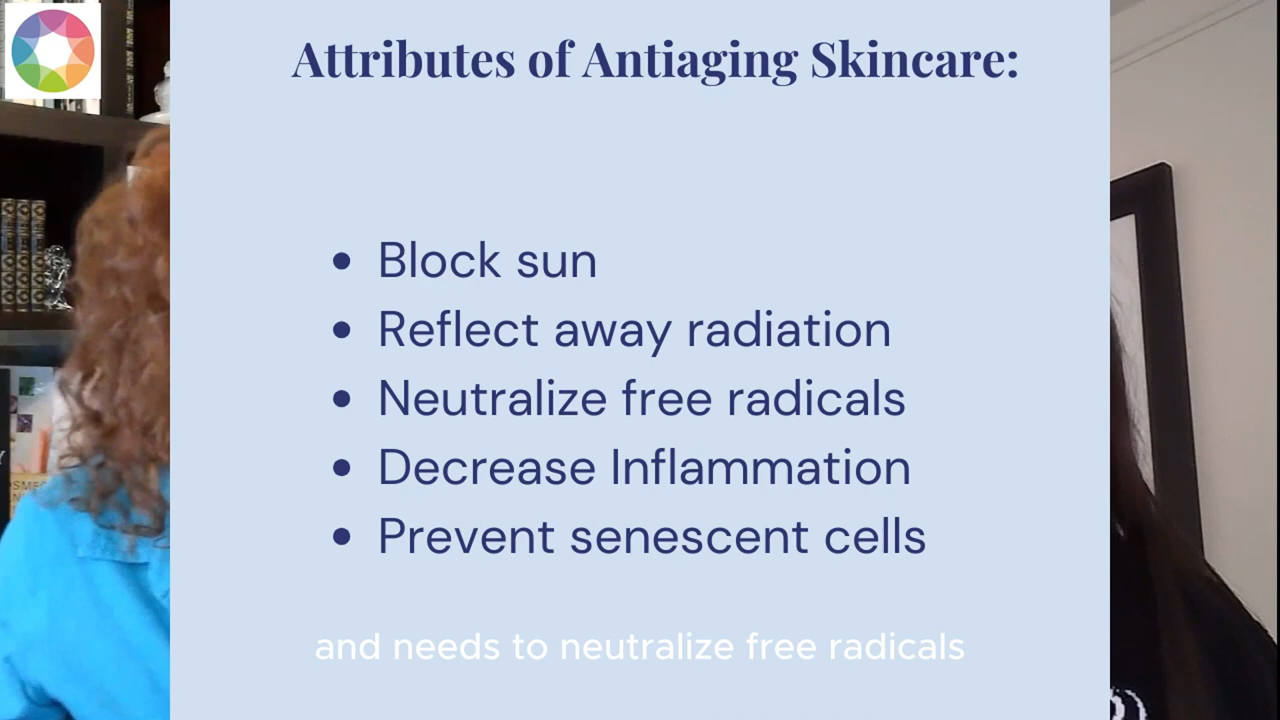 Attributes of Antiaging Skincare:
• Block sun
• Reflect away radiation
• Neutralize free radicals
• Decrease Inflammation
• Prevent senescent cells
and needs to neutralize free radicals